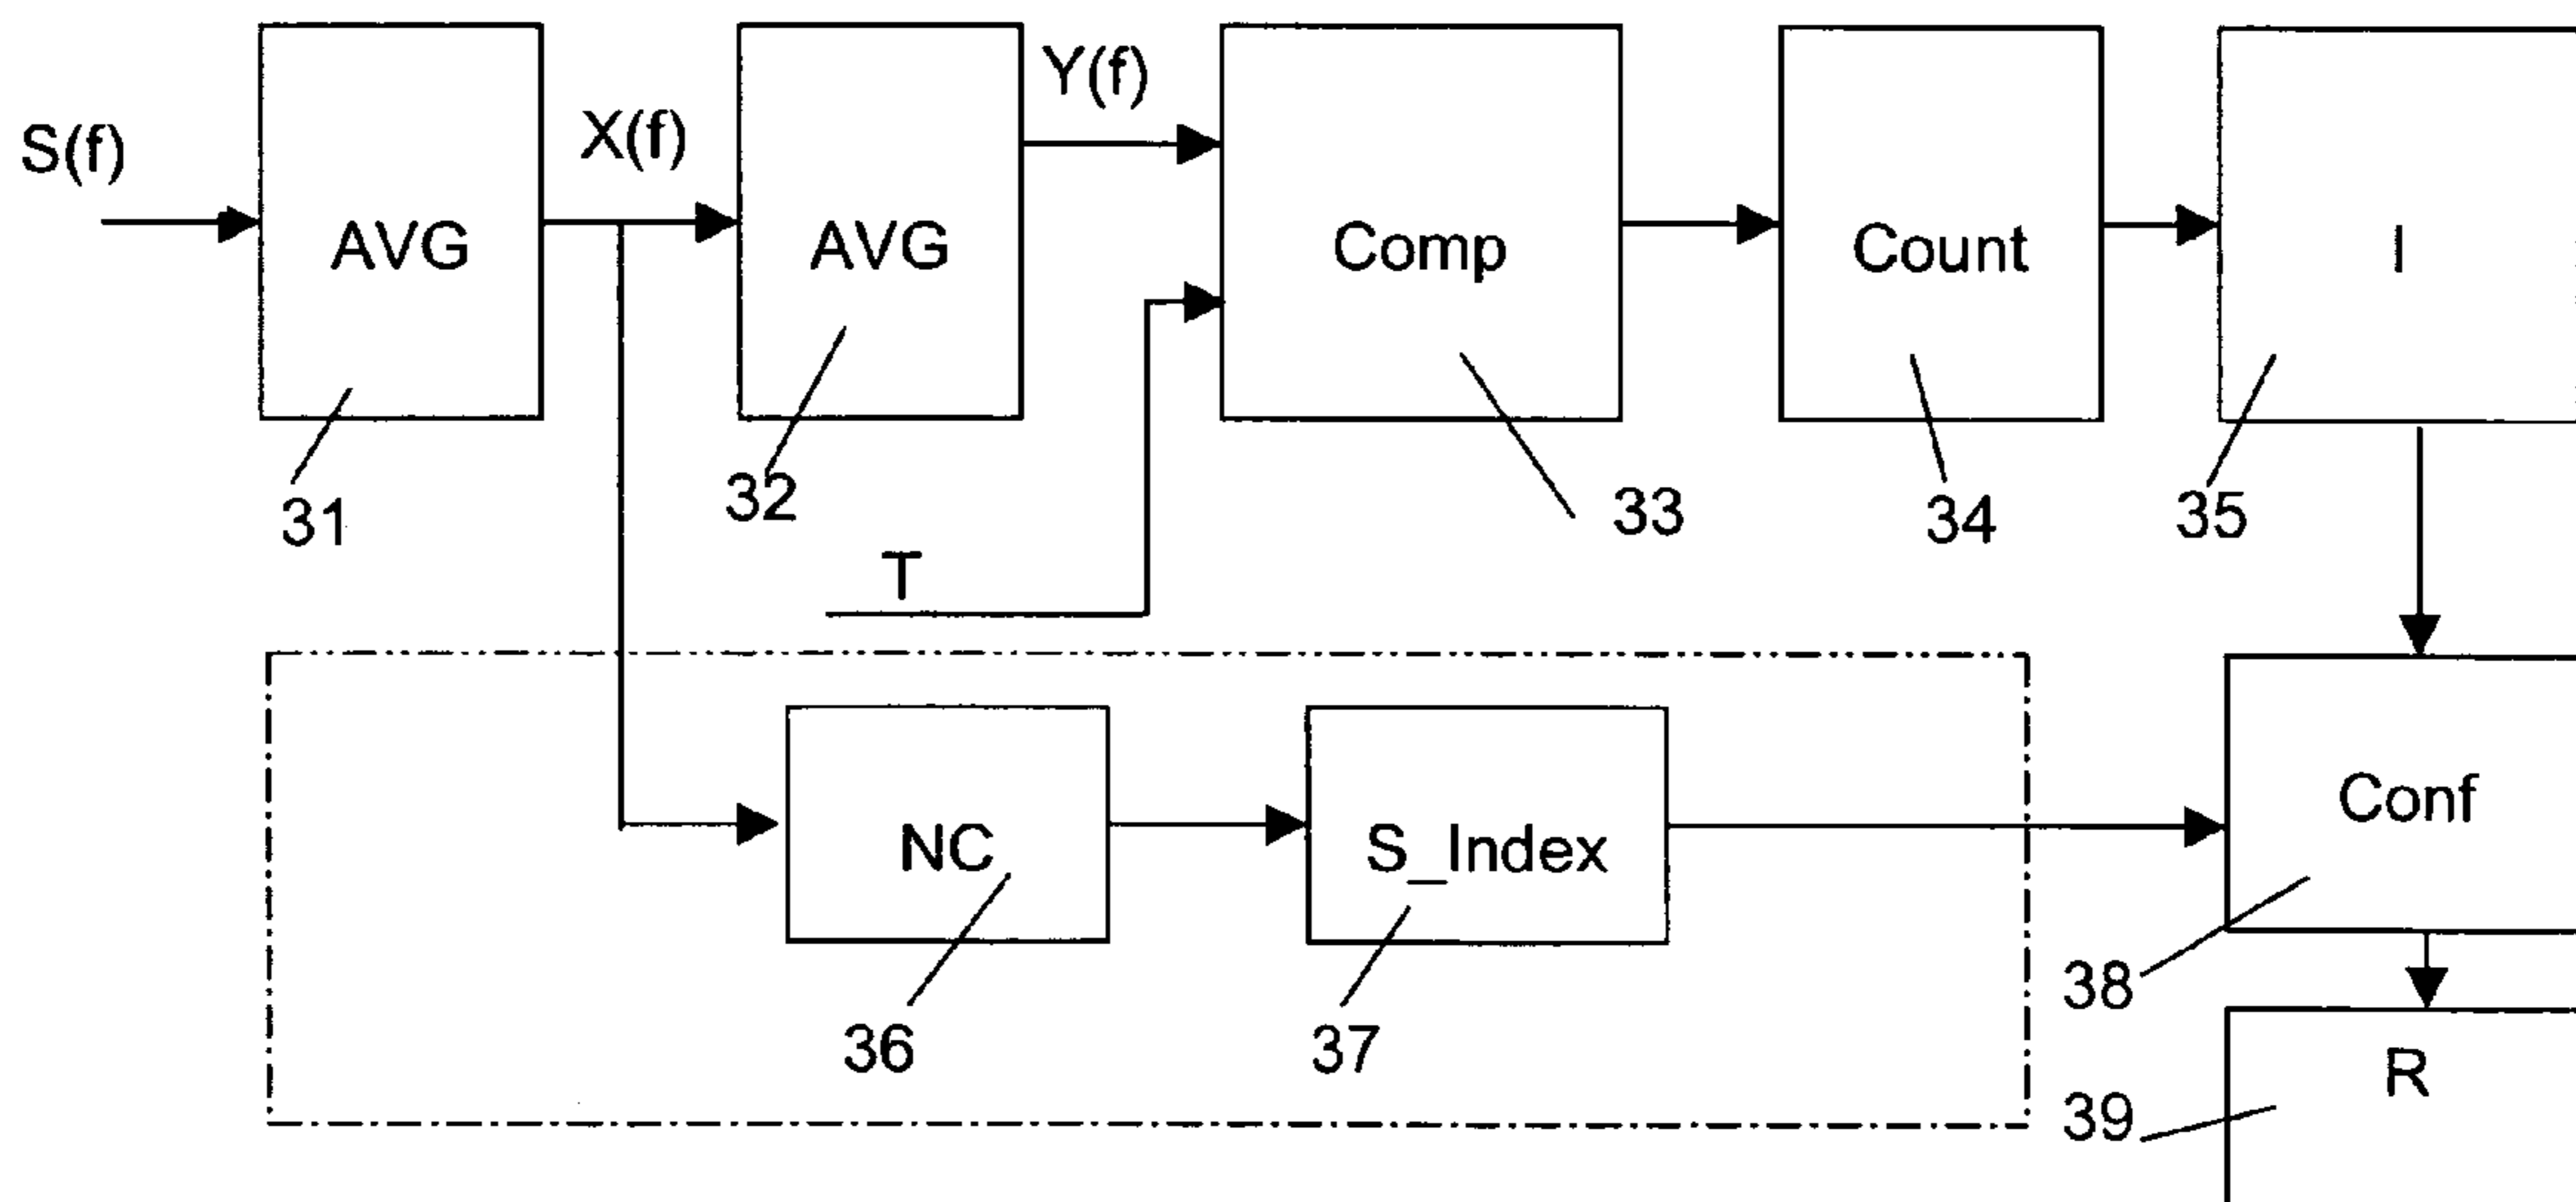 S(f)
AVG
31
X(f)
AVG
32
Y(f)
T
Comp
33
Count
34
I
35
NC
36
S_Index
37
Conf
38
R
39